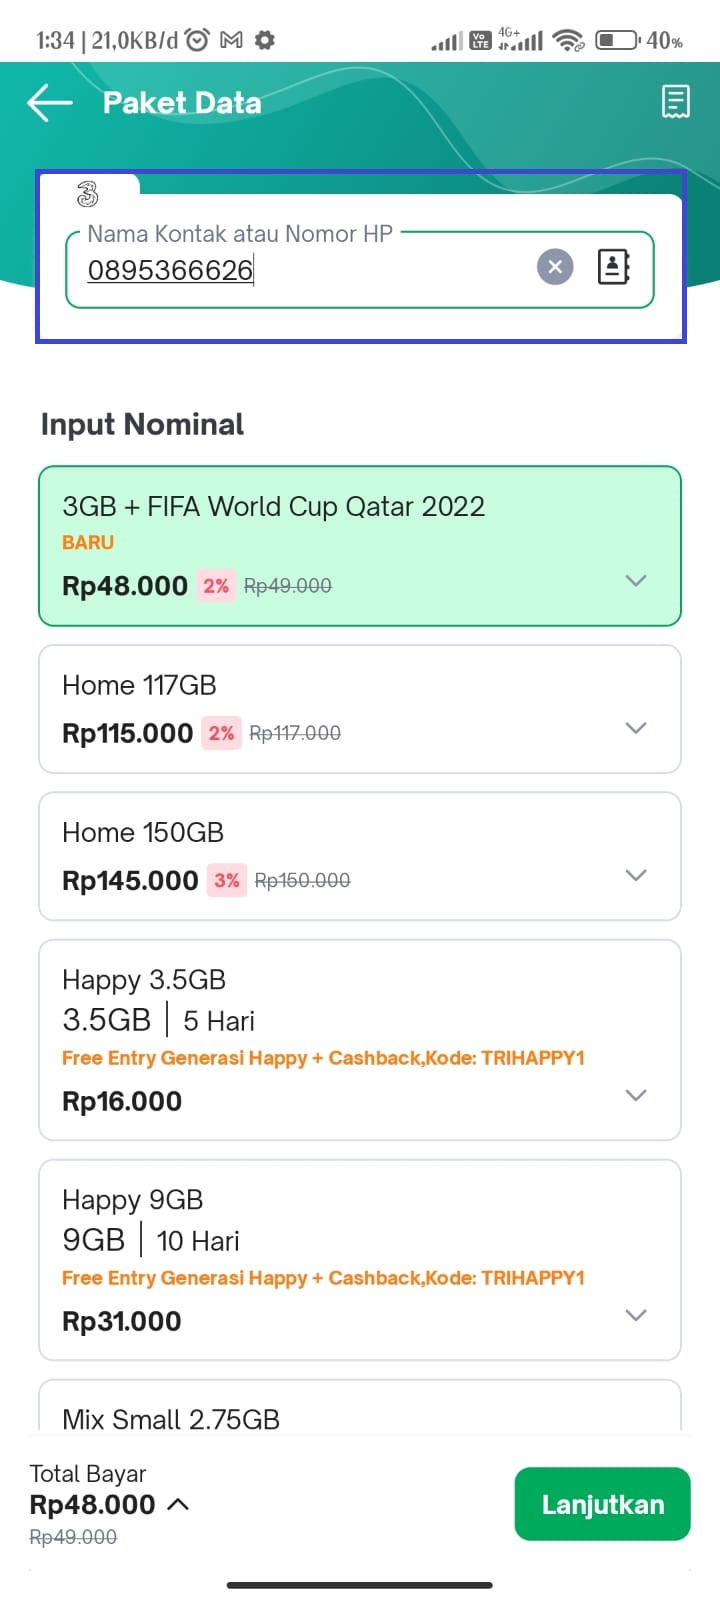 1:34 | 21,0KB/d 4G+ 40%
Vo LTE
Paket Data
3
Nama Kontak atau Nomor HP
0895366626
Input Nominal
3GB + FIFA World Cup Qatar 2022
BARU
Rp48.000 2% Rp49.000
Home 117GB
Rp115.000 2% Rp117.000
Home 150GB
Rp145.000 3% Rp150.000
Happy 3.5GB
3.5GB | 5 Hari
Free Entry Generasi Happy + Cashback,Kode: TRIHAPPY1
Rp16.000
Happy 9GB
9GB | 10 Hari
Free Entry Generasi Happy + Cashback,Kode: TRIHAPPY1
Rp31.000
Mix Small 2.75GB
Total Bayar
Rp48.000
Rp49.000
Lanjutkan